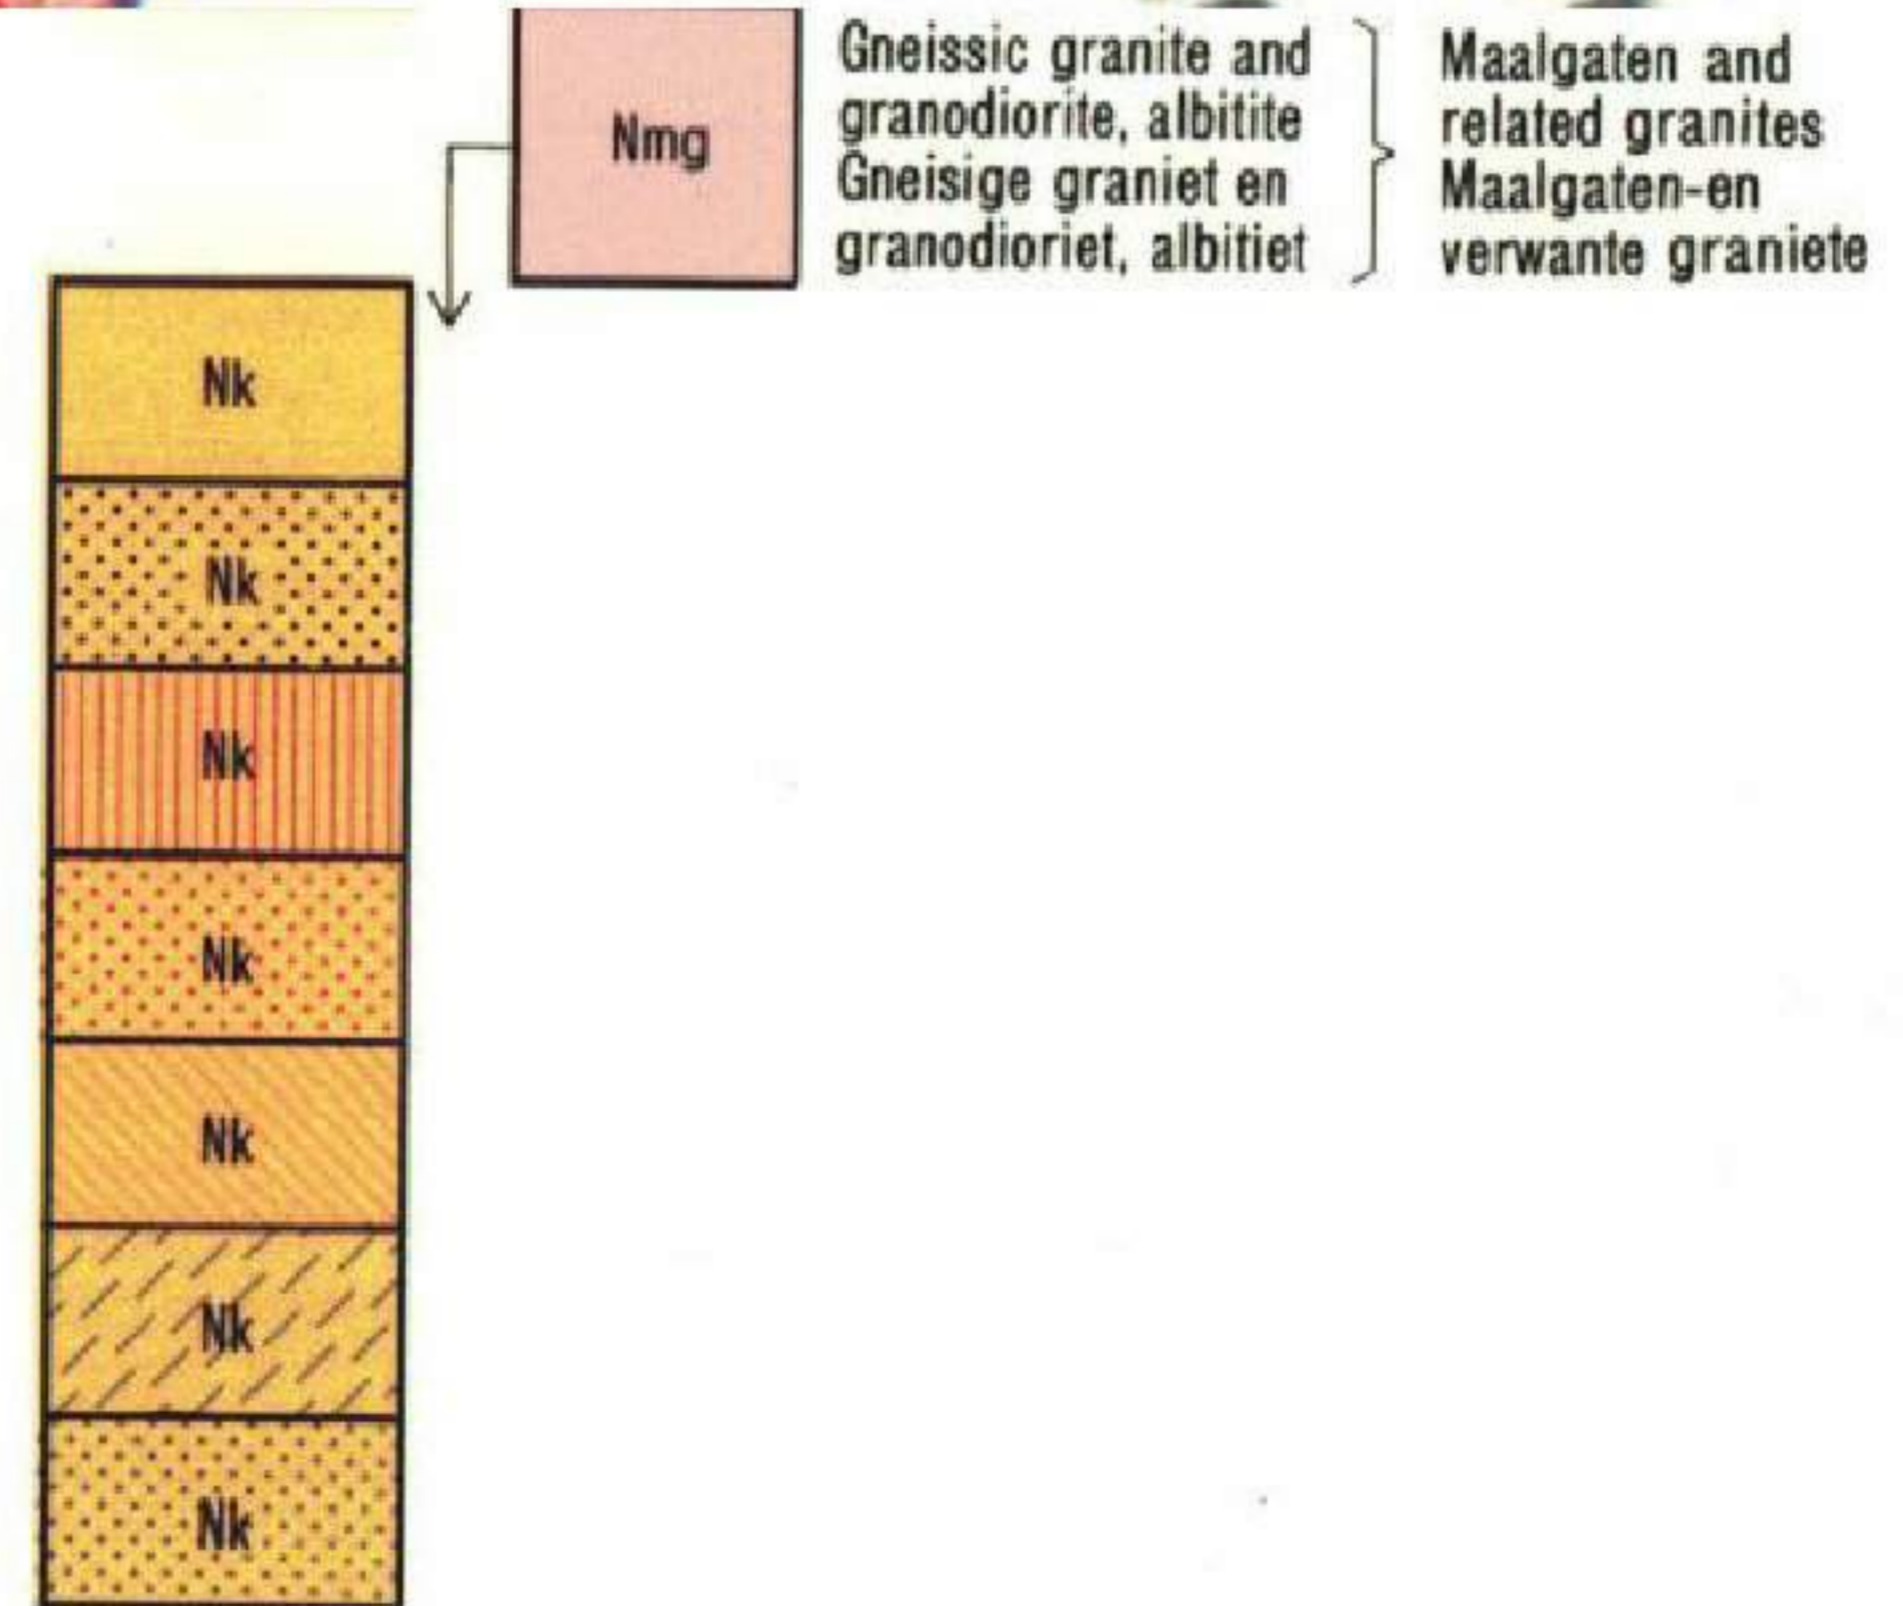 Nmg
Gneissic granite and
granodiorite, albitite
Gneisige graniet en
granodioriet, albitiet
Maalgaten and
related granites
Maalgaten-en
verwante graniete
Nk
Nk
Nk
Nk
Nk
Nk
Nk